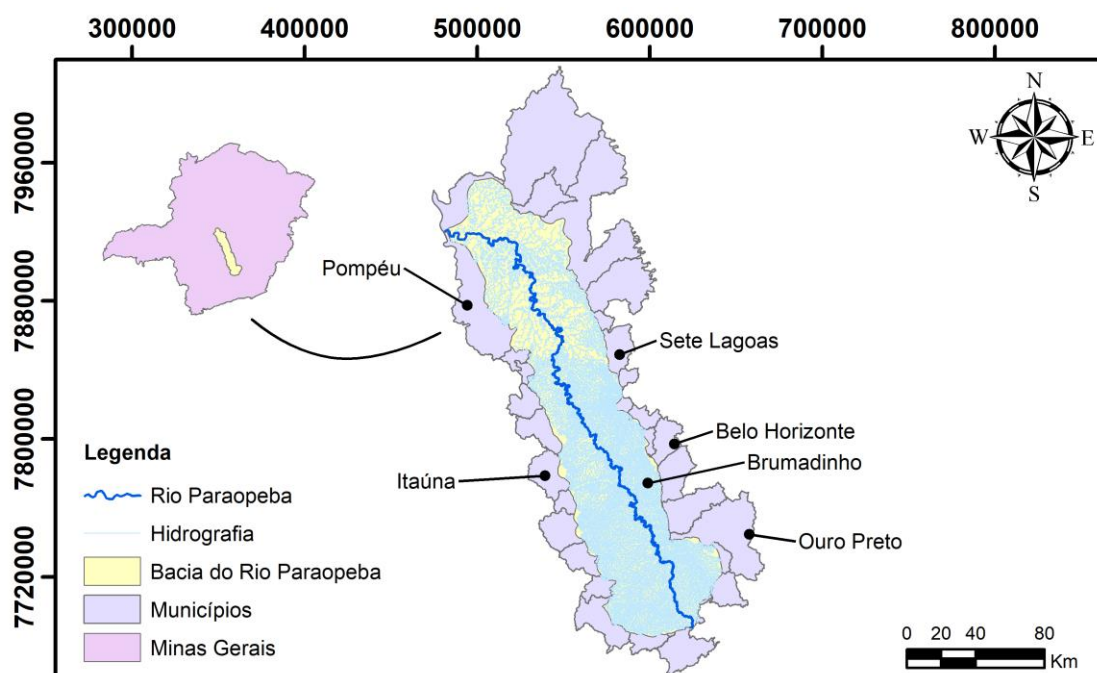 300000 400000 500000 600000 700000 800000
7960000
7880000
7800000
7720000
N
W E
S
Pompéu
Sete Lagoas
Belo Horizonte
Brumadinho
Itaúna
Ouro Preto
Legenda
Rio Paraopeba
Hidrografia
Bacia do Rio Paraopeba
Municípios
Minas Gerais
0 20 40 80
Km